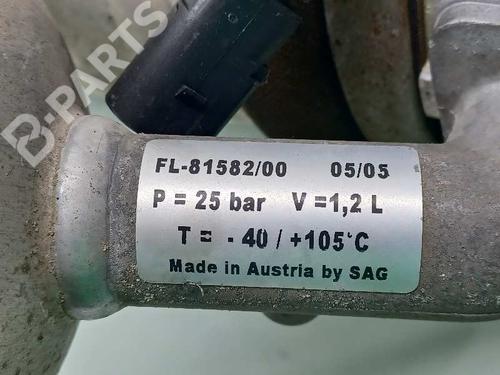 B-PARTS
FL-81582/00 05/05
P = 25 bar V =1,2 L
T = - 40 / +105°C
Made in Austria by SAG